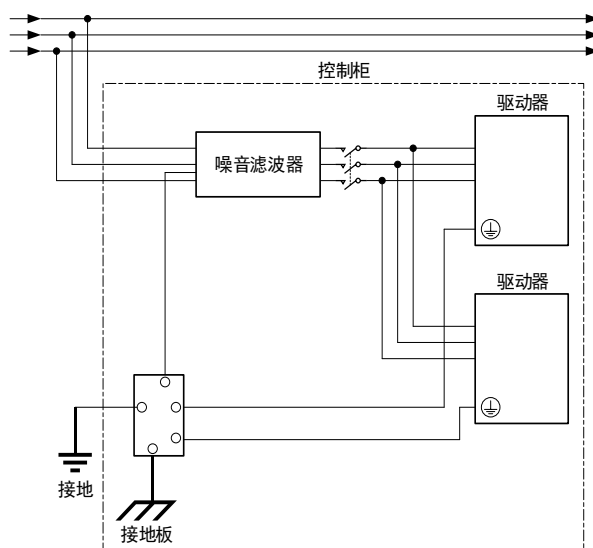 控制柜
驱动器
噪音滤波器
驱动器
接地
接地板